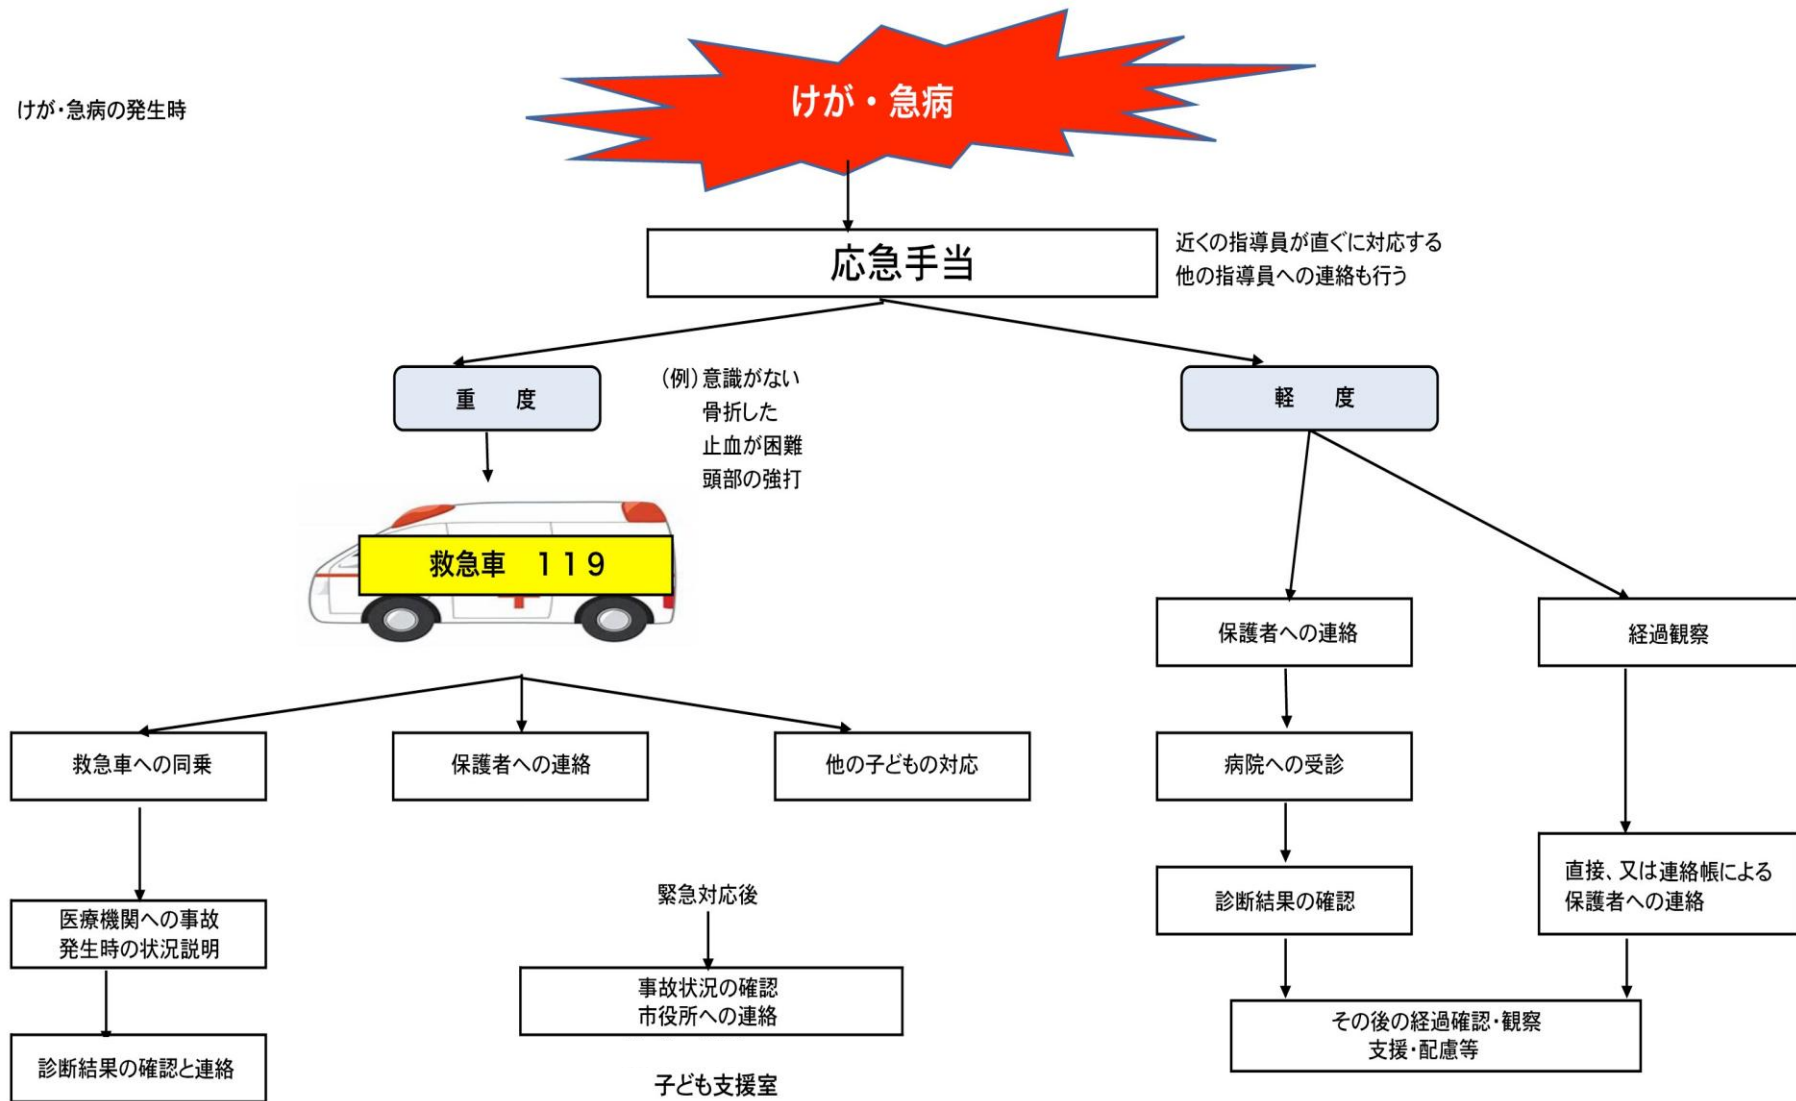 けが・急病の発生時
けが・急病
応急手当
近くの指導員が直ぐに対応する
他の指導員への連絡も行う
重　度
(例)意識がない
骨折した
止血が困難
頭部の強打
軽　度
救急車　１１９
保護者への連絡
経過観察
救急車への同乗
保護者への連絡
他の子どもの対応
病院への受診
医療機関への事故
発生時の状況説明
緊急対応後
診断結果の確認
直接、又は連絡帳による
保護者への連絡
事故状況の確認
市役所への連絡
その後の経過確認・観察
支援・配慮等
診断結果の確認と連絡
子ども支援室